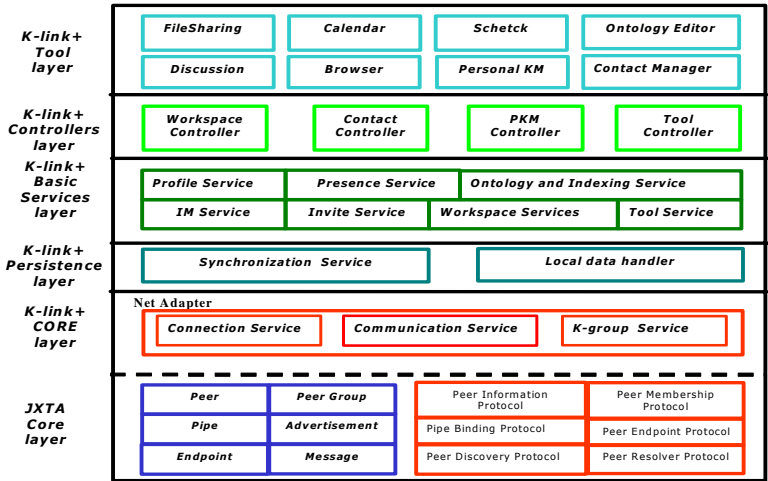 K-link+
Tool
layer
FileSharing
Calendar
Schetck
Ontology Editor
Discussion
Browser
Personal KM
Contact Manager
K-link+
Controllers
layer
Workspace
Controller
Contact
Controller
PKM
Controller
Tool
Controller
K-link+
Basic
Services
layer
Profile Service
Presence Service
Ontology and Indexing Service
IM Service
Invite Service
Workspace Services
Tool Service
K-link+
Persistence
layer
Synchronization Service
Local data handler
K-link+
CORE
layer
Net Adapter
Connection Service
Communication Service
K-group Service
JXTA
Core
layer
Peer
Peer Group
Pipe
Advertisement
Endpoint
Message
Peer Information
Protocol
Peer Membership
Protocol
Pipe Binding Protocol
Peer Endpoint Protocol
Peer Discovery Protocol
Peer Resolver Protocol